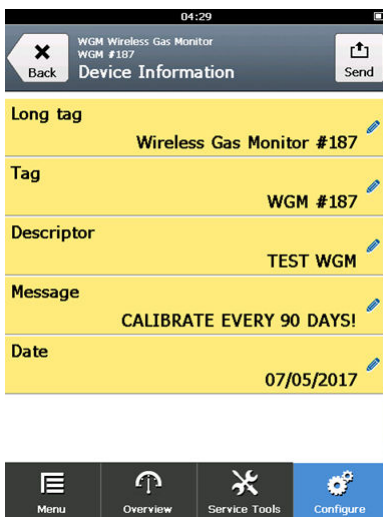 04:29
WGM Wireless Gas Monitor
WGM #187
Back
Device Information
Send
Long tag
Wireless Gas Monitor #187
Tag
WGM #187
Descriptor
TEST WGM
Message
CALIBRATE EVERY 90 DAYS!
Date
07/05/2017
Menu
Overview
Service Tools
Configure